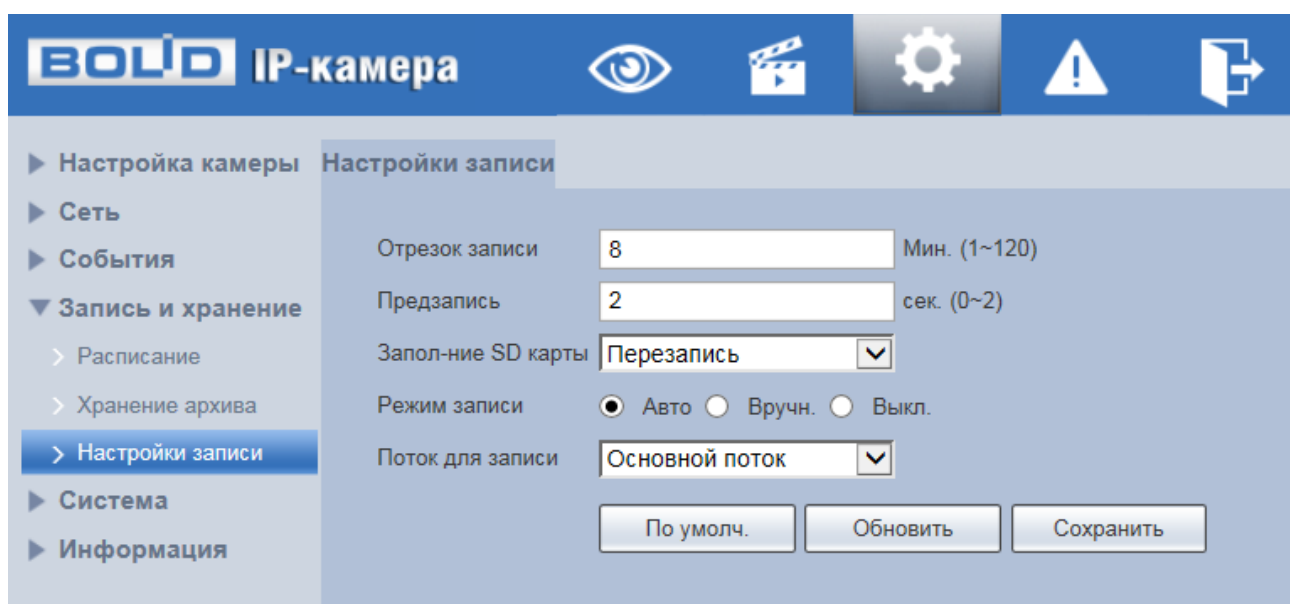 BOLID IP-камера
Настройка камеры
Сеть
События
Запись и хранение
Расписание
Хранение архива
Настройки записи
Система
Информация
Настройки записи
Отрезок записи 8 Мин. (1~120)
Предзапись 2 сек. (0~2)
Запол-ние SD карты Перезапись
Режим записи Авто Вручн. Выкл.
Поток для записи Основной поток
По умолч. Обновить Сохранить